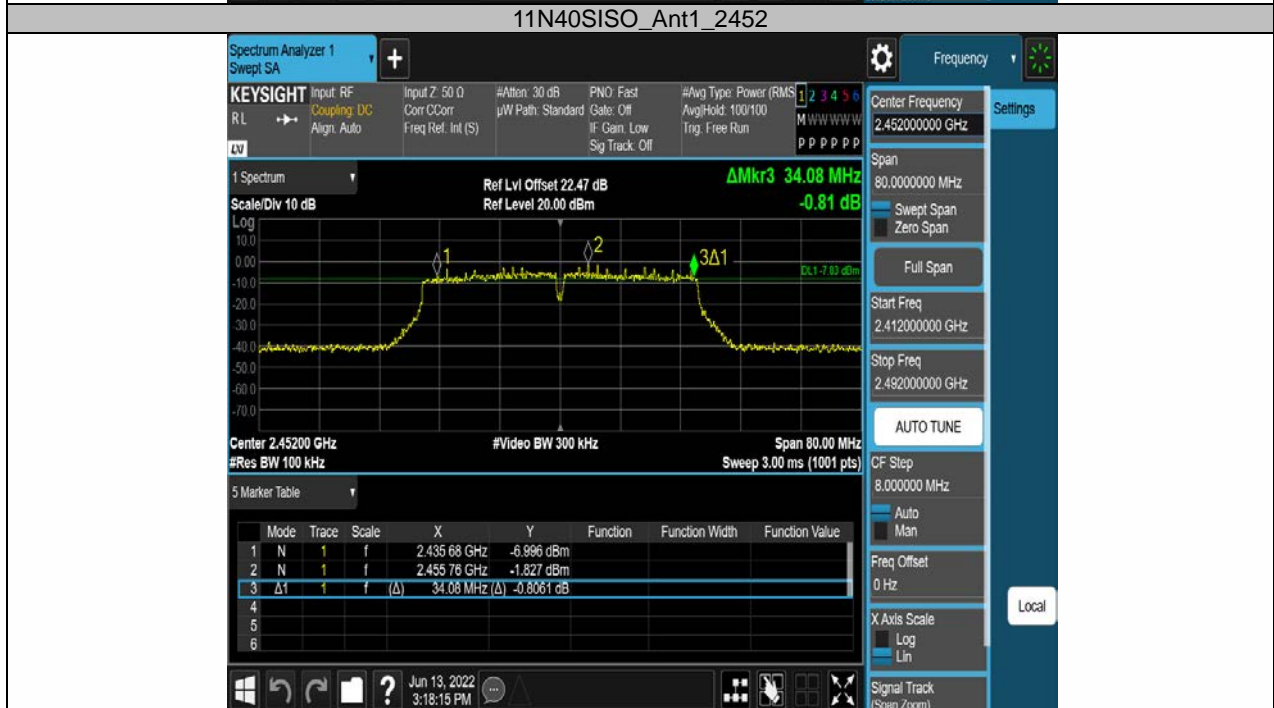 11N40SISO_Ant1_2452
Spectrum Analyzer 1
Swept SA
+
Frequency
KEYSIGHT
RL
LXI
Input: RF
Coupling: DC
Align: Auto
Input Z: 50 Ω
Corr CCorr
Freq Ref: Int (S)
#Atten: 30 dB
µW Path: Standard
PNO: Fast
Gate: Off
IF Gain: Low
Sig Track: Off
#Avg Type: Power (RMS
Avg|Hold: 100/100
Trig: Free Run
1 2 3 4 5 6
M W W W W W
P P P P P P
1 Spectrum
Scale/Div 10 dB
Ref Lvl Offset 22.47 dB
Ref Level 20.00 dBm
ΔMkr3 34.08 MHz
-0.81 dB
Log
10.0
0.00
-10.0
-20.0
-30.0
-40.0
-50.0
-60.0
-70.0
1
2
3Δ1
DL1 -7.83 dBm
Center 2.45200 GHz
#Video BW 300 kHz
Span 80.00 MHz
#Res BW 100 kHz
Sweep 3.00 ms (1001 pts)
5 Marker Table
Mode Trace Scale X Y Function Function Width Function Value
1 N 1 f 2.435 68 GHz -6.996 dBm
2 N 1 f 2.455 76 GHz -1.827 dBm
3 Δ1 1 f (Δ) 34.08 MHz (Δ) -0.8061 dB
4
5
6
Jun 13, 2022
3:18:15 PM
Center Frequency
2.452000000 GHz
Settings
Span
80.0000000 MHz
Swept Span
Zero Span
Full Span
Start Freq
2.412000000 GHz
Stop Freq
2.492000000 GHz
AUTO TUNE
CF Step
8.000000 MHz
Auto
Man
Freq Offset
0 Hz
X Axis Scale
Log
Lin
Local
Signal Track
(Span Zoom)